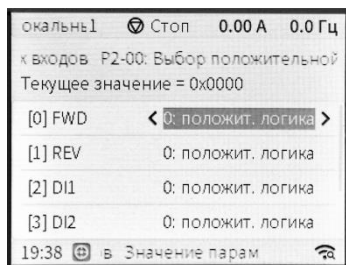 окальны1 Стоп 0.00 A 0.0 Гц
к входов P2-00: Выбор положительной
Текущее значение = 0x0000
[0] FWD < 0: положит. логика >
[1] REV 0: положит. логика
[2] DI1 0: положит. логика
[3] DI2 0: положит. логика
19:38 в Значение парам